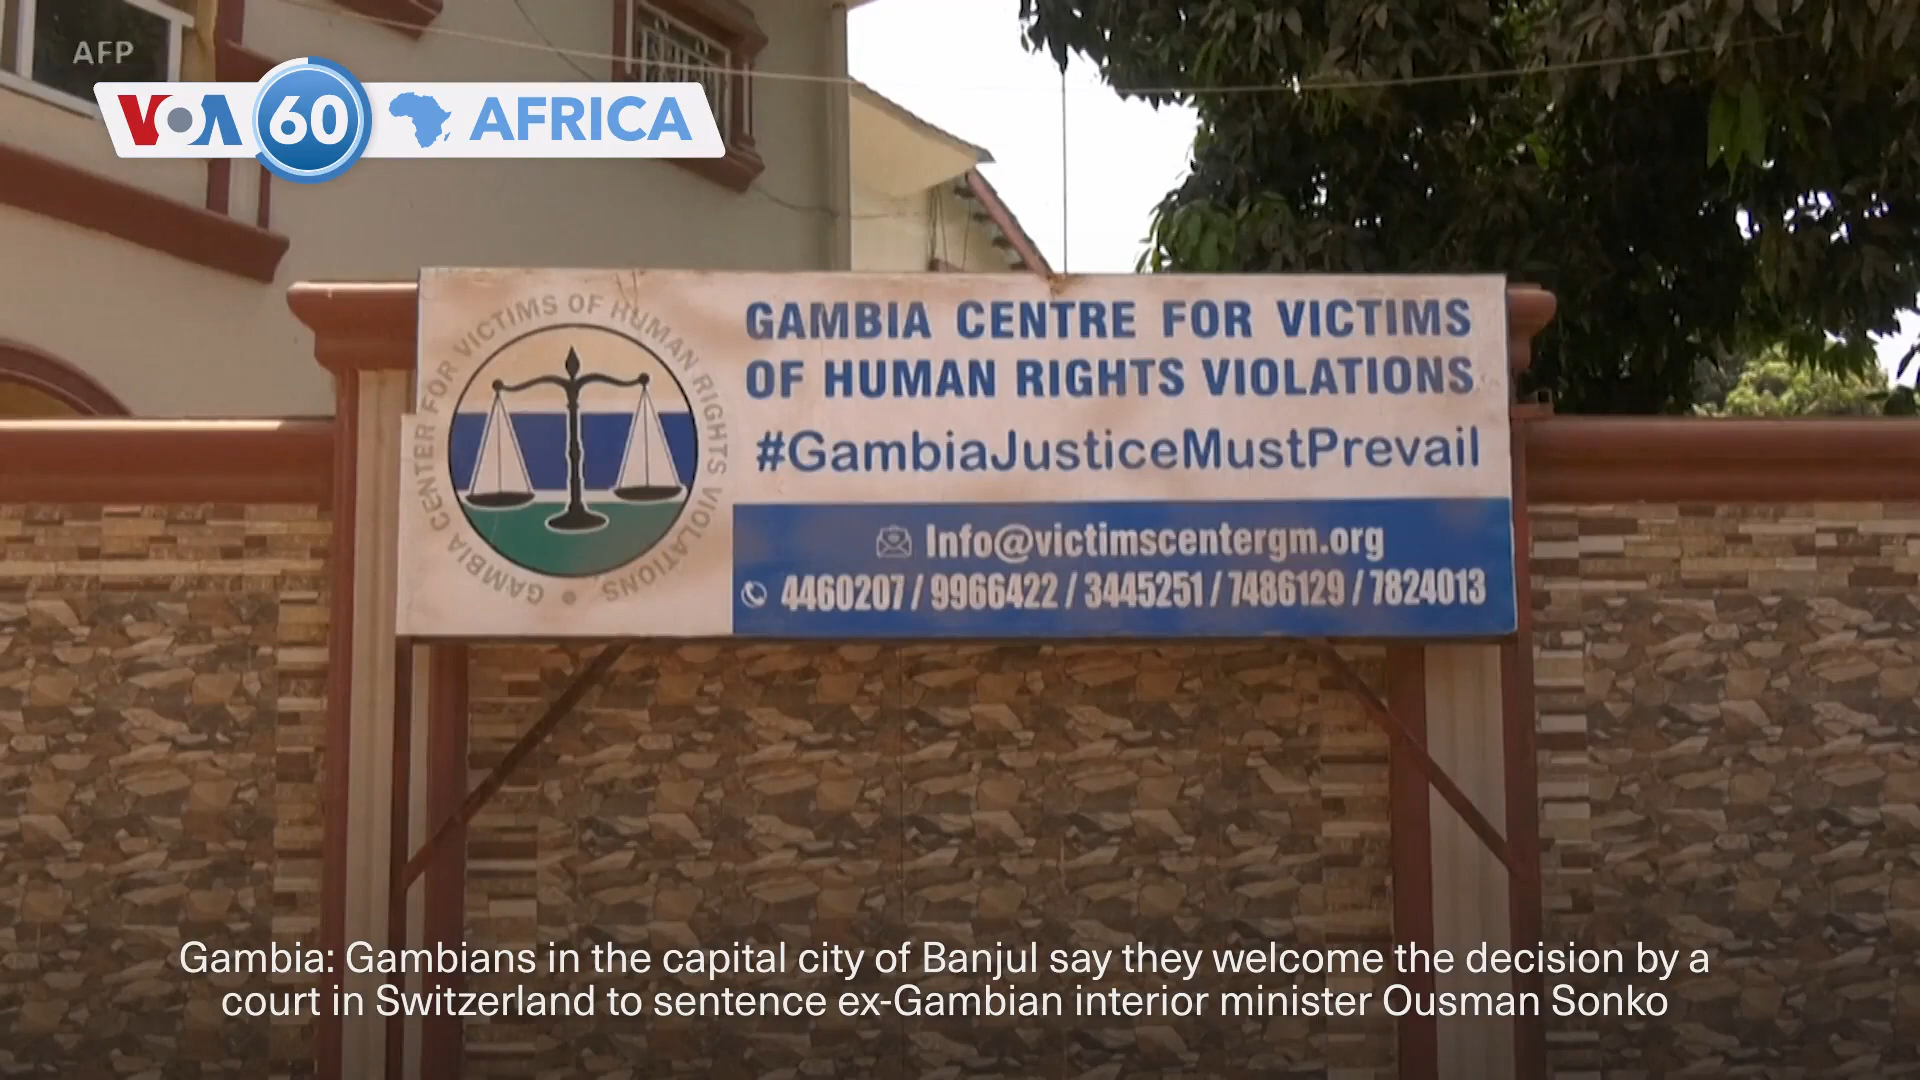 AFP
VOA 60 AFRICA
GAMBIA CENTER FOR VICTIMS OF HUMAN RIGHTS VIOLATIONS •
GAMBIA CENTRE FOR VICTIMS
OF HUMAN RIGHTS VIOLATIONS
#GambiaJusticeMustPrevail
Info@victimscentergm.org
4460207 / 9966422 / 3445251 / 7486129 / 7824013
Gambia: Gambians in the capital city of Banjul say they welcome the decision by a
court in Switzerland to sentence ex-Gambian interior minister Ousman Sonko